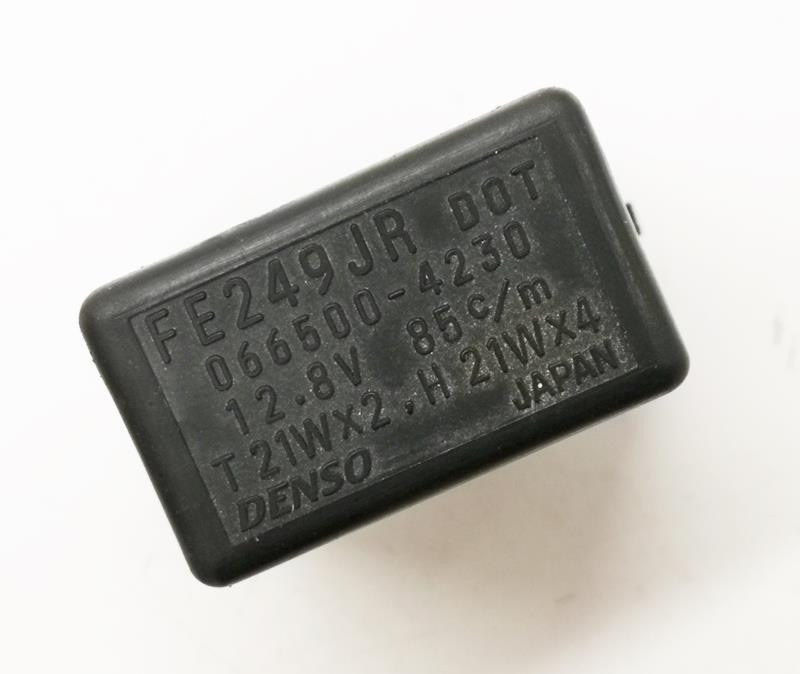 FE249JR DOT
066500-4230
12.8V 85c/m
T21WX2,H21WX4
DENSO JAPAN